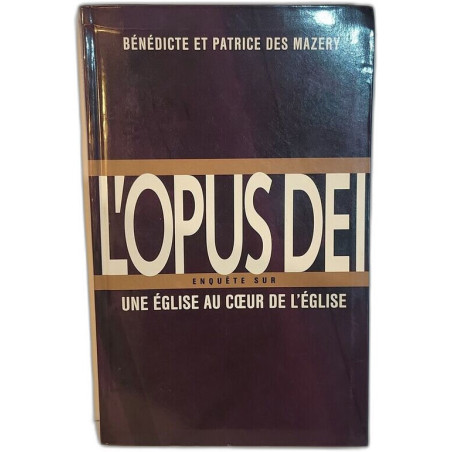 BÉNÉDICTE ET PATRICE DES MAZERY
L'OPUS DEI
ENQUÊTE SUR
UNE ÉGLISE AU CŒUR DE L'ÉGLISE